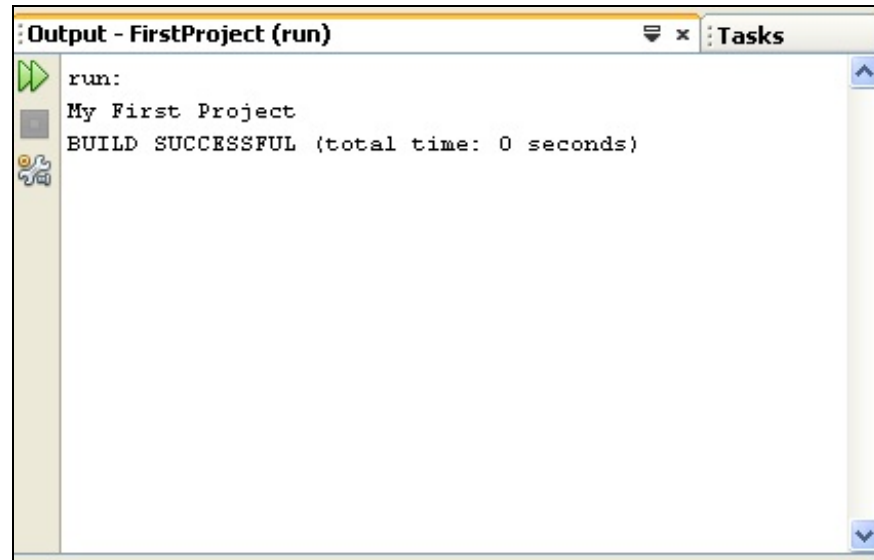 Output - FirstProject (run)
Tasks
run:
My First Project
BUILD SUCCESSFUL (total time: 0 seconds)